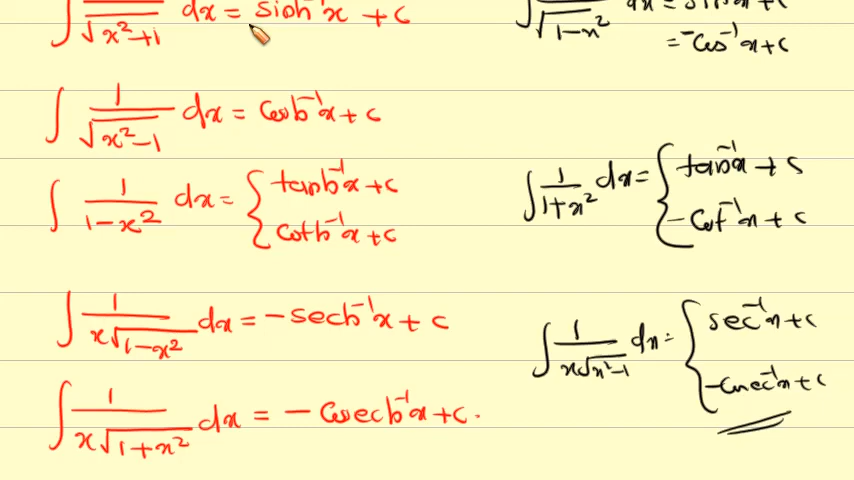 ∫ 1/√(x²+1) dx = sinh⁻¹x + c
∫ 1/√(x²-1) dx = Cosh⁻¹x + c
∫ 1/(1-x²) dx = { tanh⁻¹x + c
coth⁻¹x + c
∫ 1/(x√(1-x²)) dx = -sech⁻¹x + c
∫ 1/(x√(1+x²)) dx = - Cosech⁻¹x + c.
∫ 1/√(1-x²) dx = sin⁻¹x + c
= -Cos⁻¹x + c
∫ 1/(1+x²) dx = { tan⁻¹x + c
-Cot⁻¹x + c
∫ 1/(x√(x²-1)) dx = { sec⁻¹x + c
-Cosec⁻¹x + c